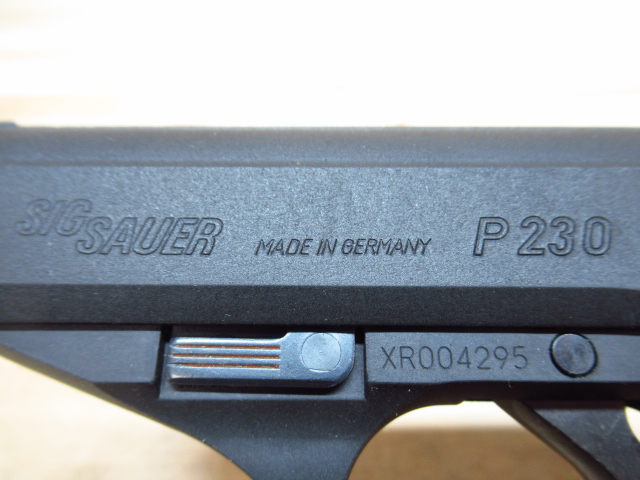 SIG SAUER MADE IN GERMANY P 230
XR004295